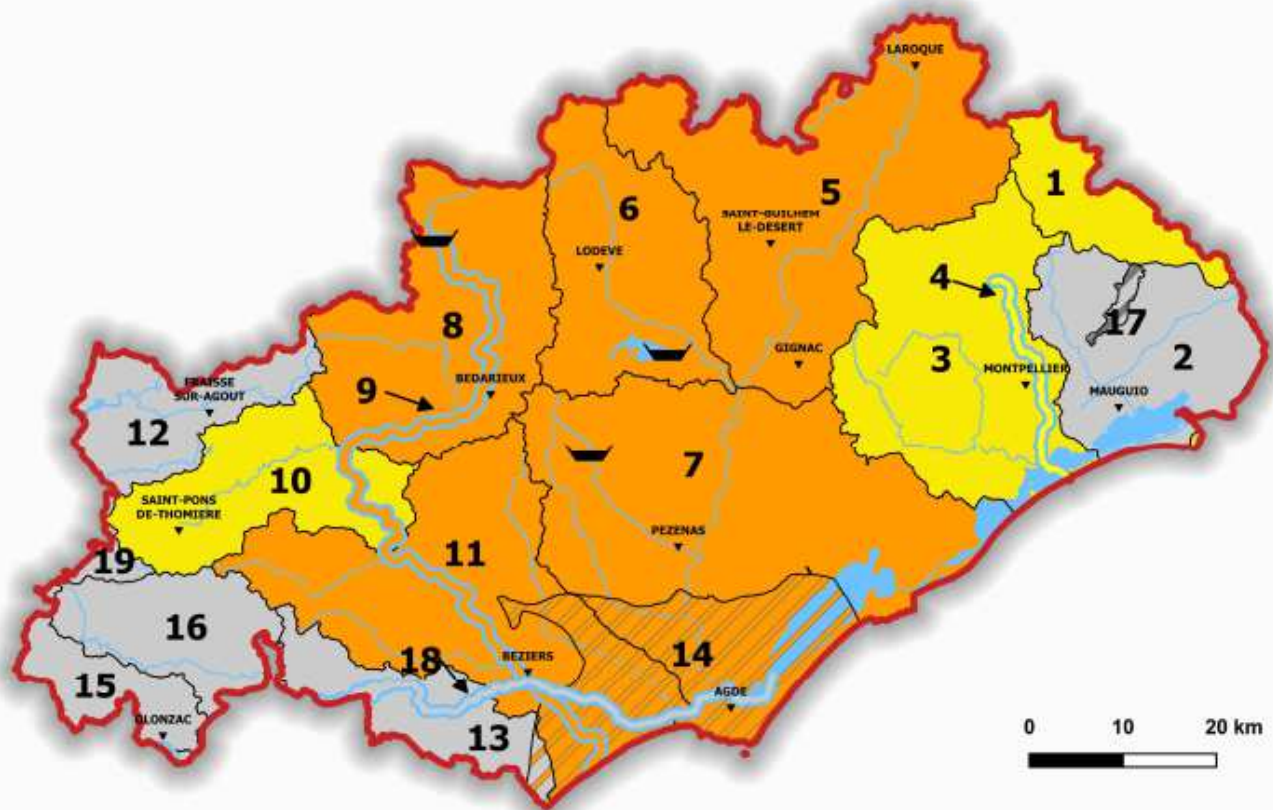 LAROQUE
1
5
6
SAINT-GUILHEM
LE-DESERT
LODEVE
4
8
17
GIGNAC
3
MONTPELLIER
2
BEDARIEUX
9
FRAISSE
SUR-AGOUT
MAUGUIO
12
7
10
SAINT-PONS
DE-THOMIERE
PEZENAS
19
11
16
18
BEZIERS
14
15
AGDE
OLONZAC
13
0 10 20 km